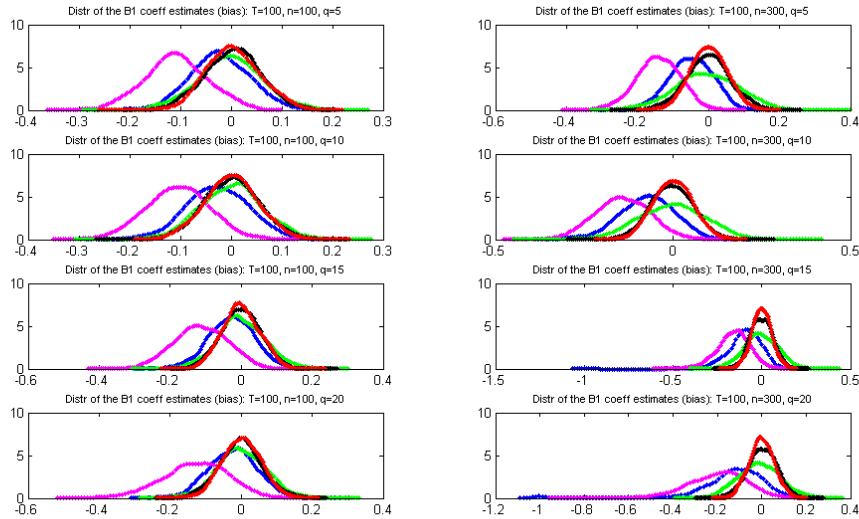 Distr of the B1 coeff estimates (bias): T=100, n=100, q=5
10
5
0
-0.4 -0.3 -0.2 -0.1 0 0.1 0.2 0.3
Distr of the B1 coeff estimates (bias): T=100, n=300, q=5
10
5
0
-0.6 -0.4 -0.2 0 0.2 0.4
Distr of the B1 coeff estimates (bias): T=100, n=100, q=10
10
5
0
-0.4 -0.3 -0.2 -0.1 0 0.1 0.2 0.3
Distr of the B1 coeff estimates (bias): T=100, n=300, q=10
10
5
0
-0.5 0 0.5
Distr of the B1 coeff estimates (bias): T=100, n=100, q=15
10
5
0
-0.6 -0.4 -0.2 0 0.2 0.4
Distr of the B1 coeff estimates (bias): T=100, n=300, q=15
10
5
0
-1.5 -1 -0.5 0 0.5
Distr of the B1 coeff estimates (bias): T=100, n=100, q=20
10
5
0
-0.6 -0.4 -0.2 0 0.2 0.4
Distr of the B1 coeff estimates (bias): T=100, n=300, q=20
10
5
0
-1.2 -1 -0.8 -0.6 -0.4 -0.2 0 0.2 0.4